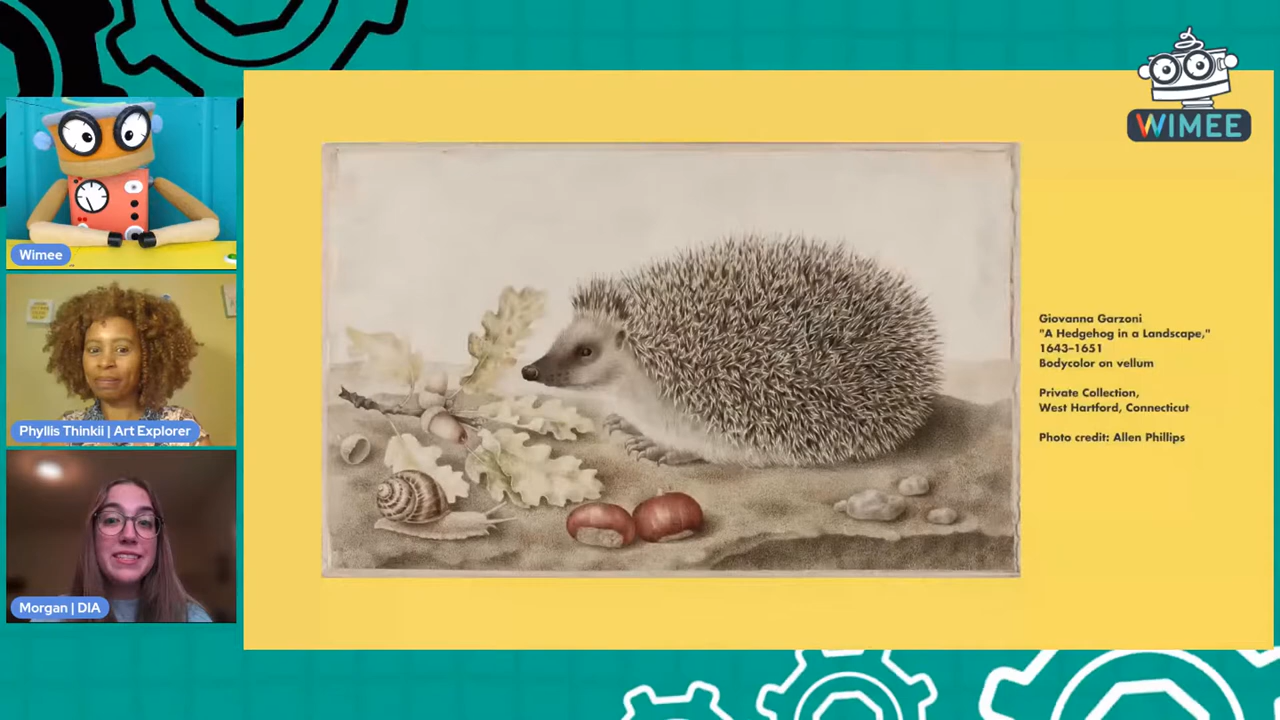 WIMEE
Wimee
Phyllis Thinkii | Art Explorer
Morgan | DIA
Giovanna Garzoni
"A Hedgehog in a Landscape,"
1643–1651
Bodycolor on vellum
Private Collection,
West Hartford, Connecticut
Photo credit: Allen Phillips